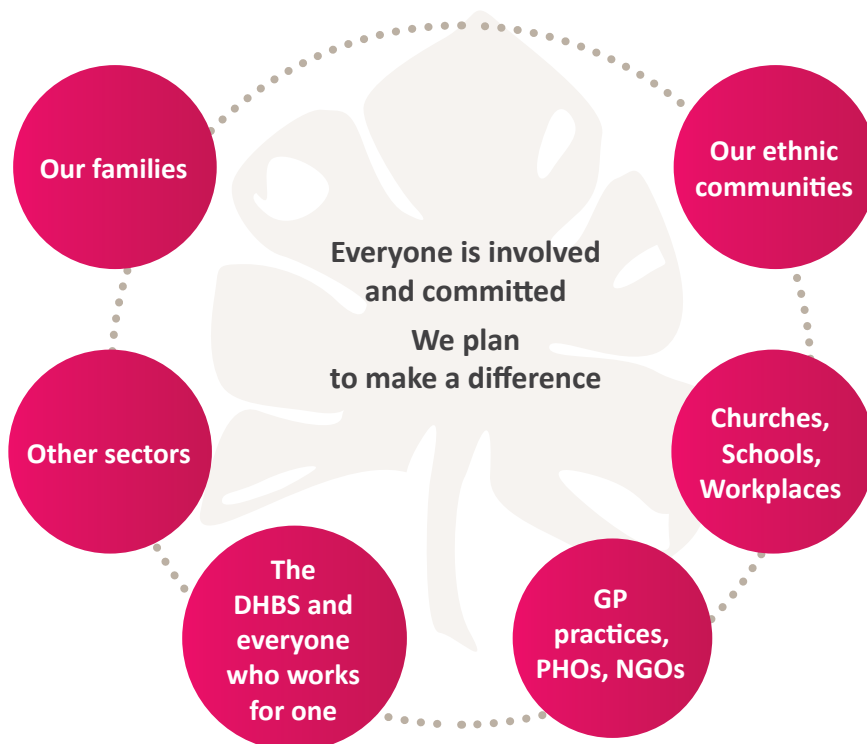 Our families
Our ethnic
communities
Everyone is involved
and committed
We plan
to make a difference
Other sectors
Churches,
Schools,
Workplaces
The
DHBS and
everyone
who works
for one
GP
practices,
PHOs, NGOs